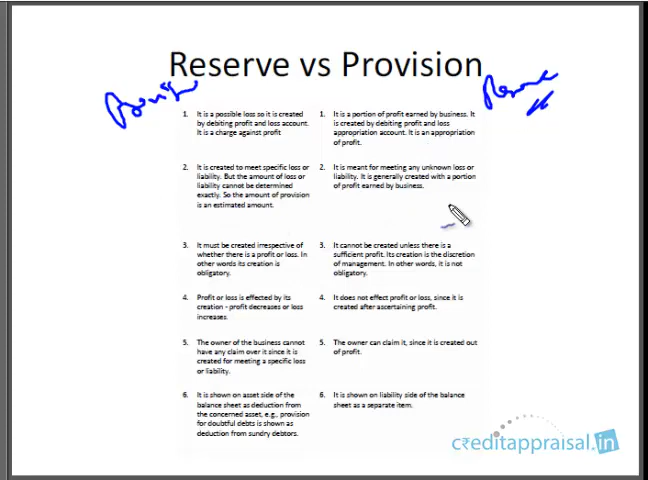 Reserve vs Provision
Reserve
1. It is a possible loss so it is created
by debiting profit and loss account.
It is a charge against profit
2. It is created to meet specific loss or
liability. But the amount of loss or
liability cannot be determined
exactly. So the amount of provision
is an estimated amount.
3. It must be created irrespective of
whether there is a profit or loss. In
other words its creation is
obligatory.
4. Profit or loss is effected by its
creation - profit decreases or loss
increases.
5. The owner of the business cannot
have any claim over it since it is
created for meeting a specific loss
or liability.
6. It is shown on asset side of the
balance sheet as deduction from
the concerned asset, e.g., provision
for doubtful debts is shown as
deduction from sundry debtors.
1. It is a portion of profit earned by business. It
is created by debiting profit and loss
appropriation account. It is an appropriation
of profit.
2. It is meant for meeting any unknown loss or
liability. It is generally created with a portion
of profit earned by business.
3. It cannot be created unless there is a
sufficient profit. Its creation is the discretion
of management. In other words, it is not
obligatory.
4. It does not effect profit or loss, since it is
created after ascertaining profit.
5. The owner can claim it, since it is created out
of profit.
6. It is shown on liability side of the balance
sheet as a separate item.
c₹editappraisal.in